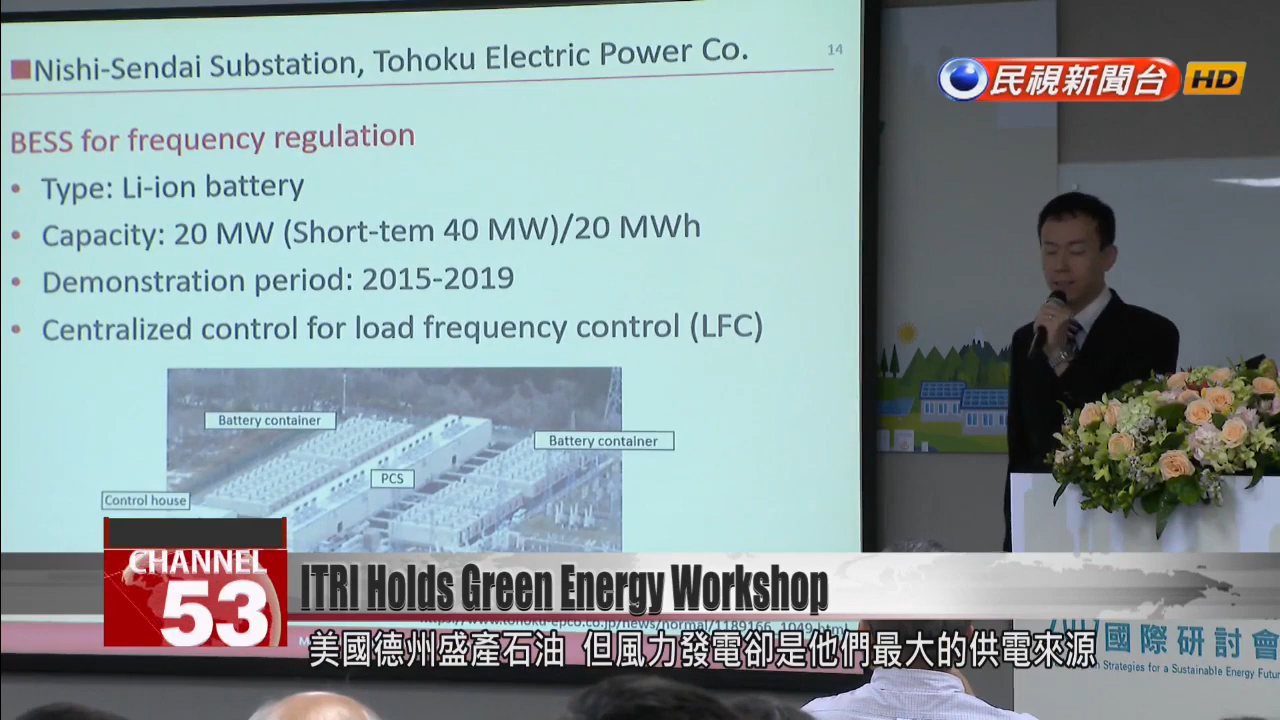 Nishi-Sendai Substation, Tohoku Electric Power Co.
14
民視新聞台 HD
BESS for frequency regulation
• Type: Li-ion battery
• Capacity: 20 MW (Short-tem 40 MW)/20 MWh
• Demonstration period: 2015-2019
• Centralized control for load frequency control (LFC)
Battery container
Battery container
PCS
Control house
CHANNEL
53
ITRI Holds Green Energy Workshop
美國德州盛產石油 但風力發電卻是他們最大的供電來源
國際研討會
Strategies for a Sustainable Energy Futu